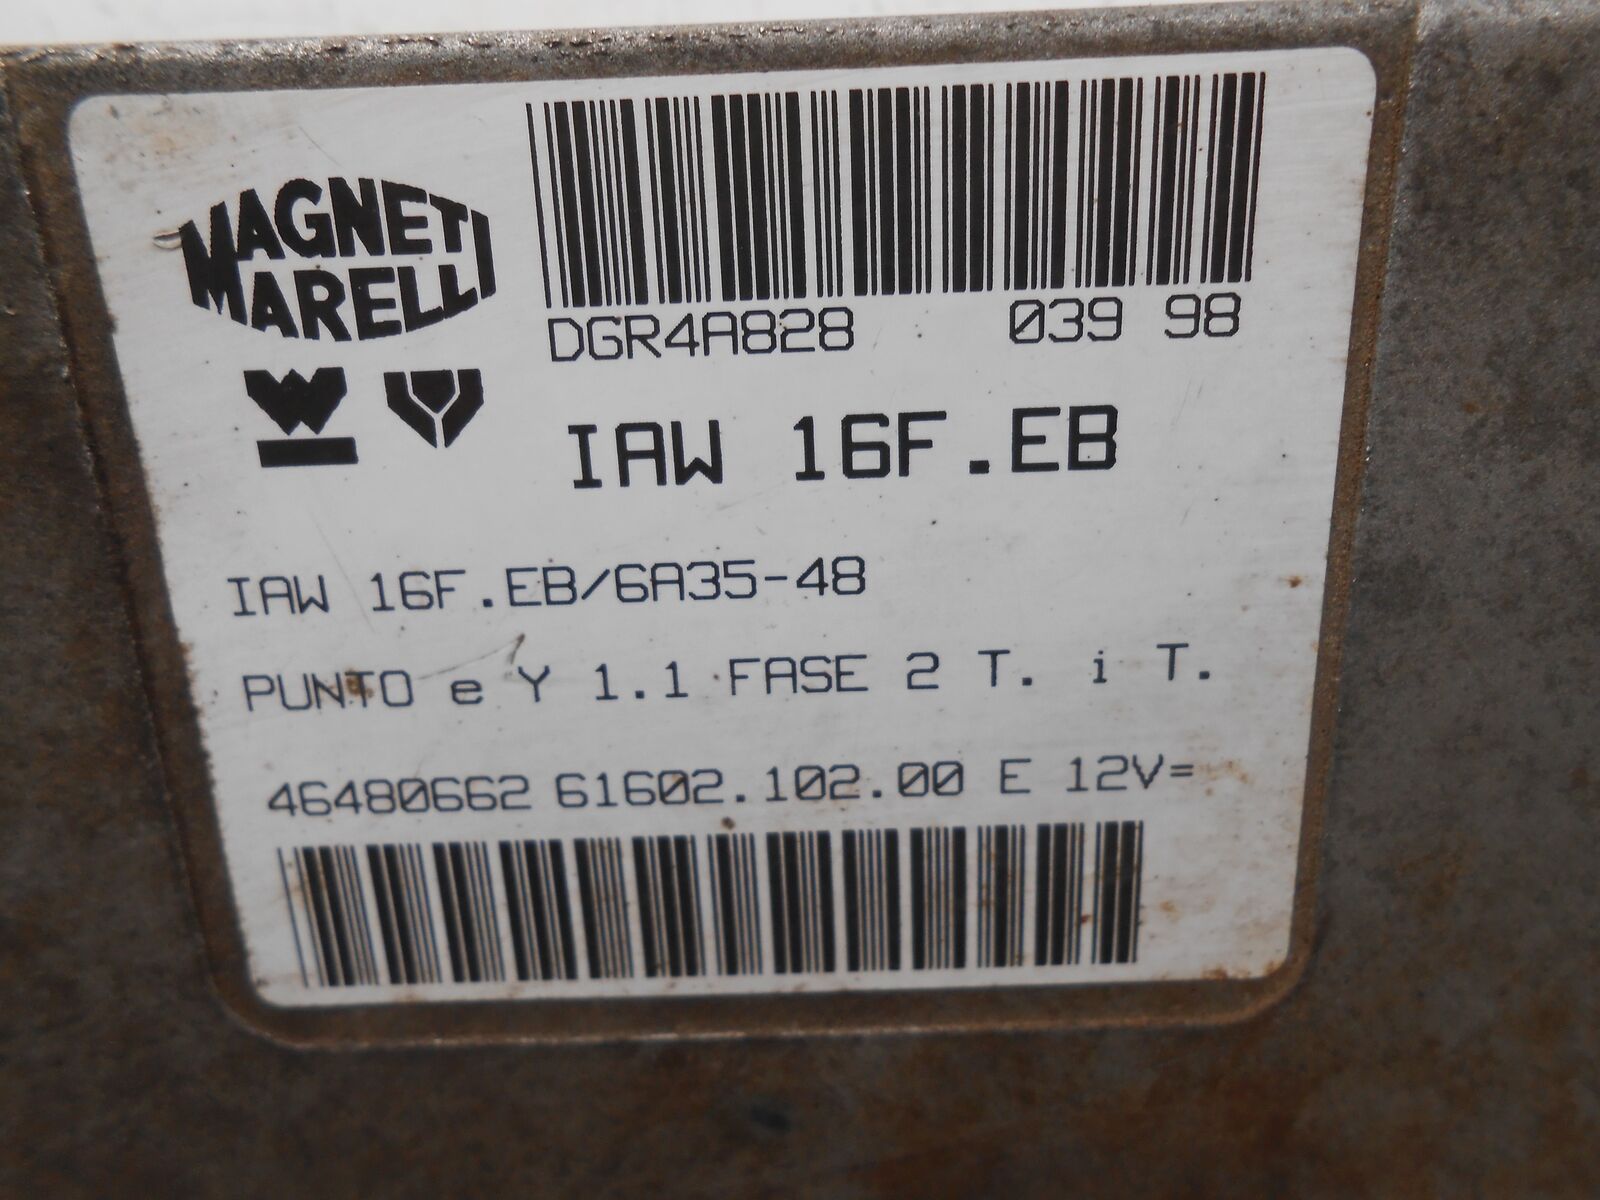 MAGNETI
MARELLI
DGR4A828 039 98
IAW 16F.EB
IAW 16F.EB/6A35-48
PUNTO e Y 1.1 FASE 2 T. i T.
46480662 61602.102.00 E 12V=